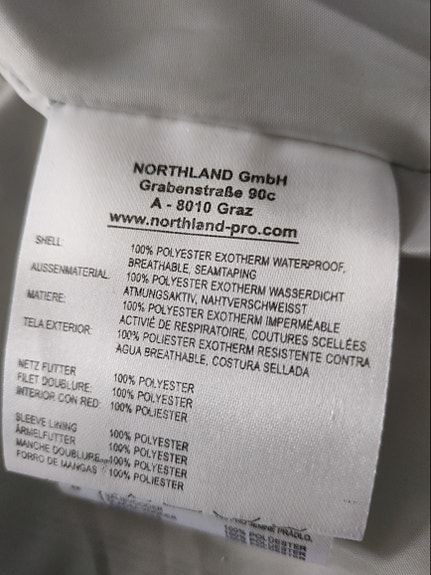 NORTHLAND GmbH
Grabenstraße 90c
A - 8010 Graz
www.northland-pro.com
SHELL: 100% POLYESTER EXOTHERM WATERPROOF,
BREATHABLE, SEAMTAPING
AUSSENMATERIAL: 100% POLYESTER EXOTHERM WASSERDICHT
ATMUNGSAKTIV, NAHTVERSCHWEISST
MATIERE: 100% POLYESTER EXOTHERM IMPERMÉABLE
ACTIVIÉ DE RESPIRATOIRE, COUTURES SCELLÉES
TELA EXTERIOR: 100% POLIESTER EXOTHERM RESISTENTE CONTRA
AGUA BREATHABLE, COSTURA SELLADA
NETZ FUTTER 100% POLYESTER
FILET DOUBLURE: 100% POLYESTER
INTERIOR CON RED: 100% POLIESTER
SLEEVE LINING 100% POLYESTER
ÄRMELFUTTER 100% POLYESTER
MANCHE DOUBLURE 100% POLYESTER
FORRO DE MANGAS 100% POLIESTER
PRÁDLO.